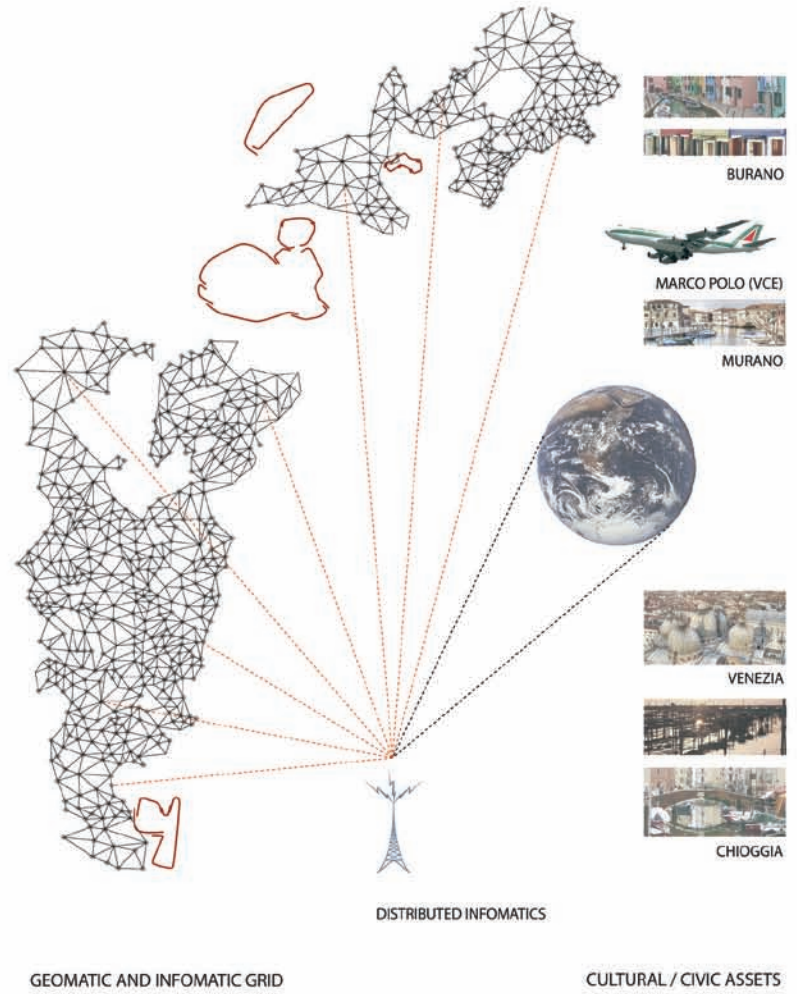 BURANO
MARCO POLO (VCE)
MURANO
VENEZIA
CHIOGGIA
DISTRIBUTED INFOMATICS
GEOMATIC AND INFOMATIC GRID
CULTURAL / CIVIC ASSETS